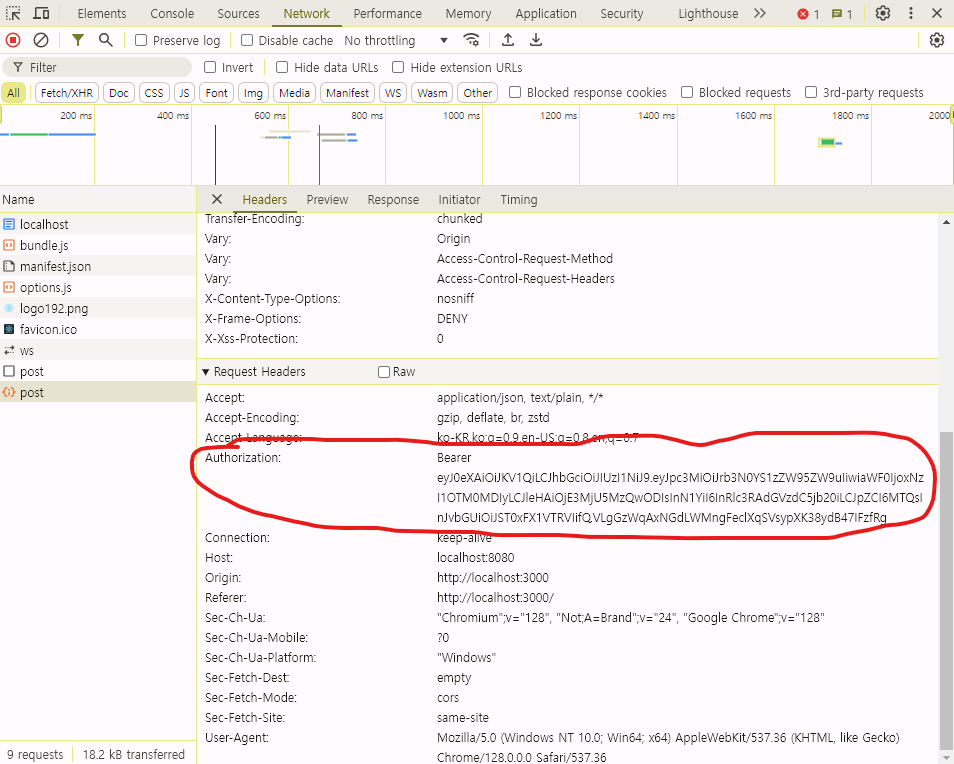 Elements Console Sources Network Performance Memory Application Security Lighthouse 1 1
Preserve log Disable cache No throttling
Filter Invert Hide data URLs Hide extension URLs
All Fetch/XHR Doc CSS JS Font Img Media Manifest WS Wasm Other Blocked response cookies Blocked requests 3rd-party requests
200 ms 400 ms 600 ms 800 ms 1000 ms 1200 ms 1400 ms 1600 ms 1800 ms 2000
Name Headers Preview Response Initiator Timing
localhost
bundle.js
manifest.json
options.js
logo192.png
favicon.ico
ws
post
post
Transfer-Encoding: chunked
Vary: Origin
Vary: Access-Control-Request-Method
Vary: Access-Control-Request-Headers
X-Content-Type-Options: nosniff
X-Frame-Options: DENY
X-Xss-Protection: 0
Request Headers Raw
Accept: application/json, text/plain, */*
Accept-Encoding: gzip, deflate, br, zstd
Accept-Language: ko-KR,ko;q=0.9,en-US;q=0.8,en;q=0.7
Authorization: Bearer
Connection: keep-alive
Host: localhost:8080
Origin: http://localhost:3000
Referer: http://localhost:3000/
Sec-Ch-Ua: "Chromium";v="128", "Not;A=Brand";v="24", "Google Chrome";v="128"
Sec-Ch-Ua-Mobile: ?0
Sec-Ch-Ua-Platform: "Windows"
Sec-Fetch-Dest: empty
Sec-Fetch-Mode: cors
Sec-Fetch-Site: same-site
User-Agent: Mozilla/5.0 (Windows NT 10.0; Win64; x64) AppleWebKit/537.36 (KHTML, like Gecko)
Chrome/128.0.0.0 Safari/537.36
9 requests 18.2 kB transferred